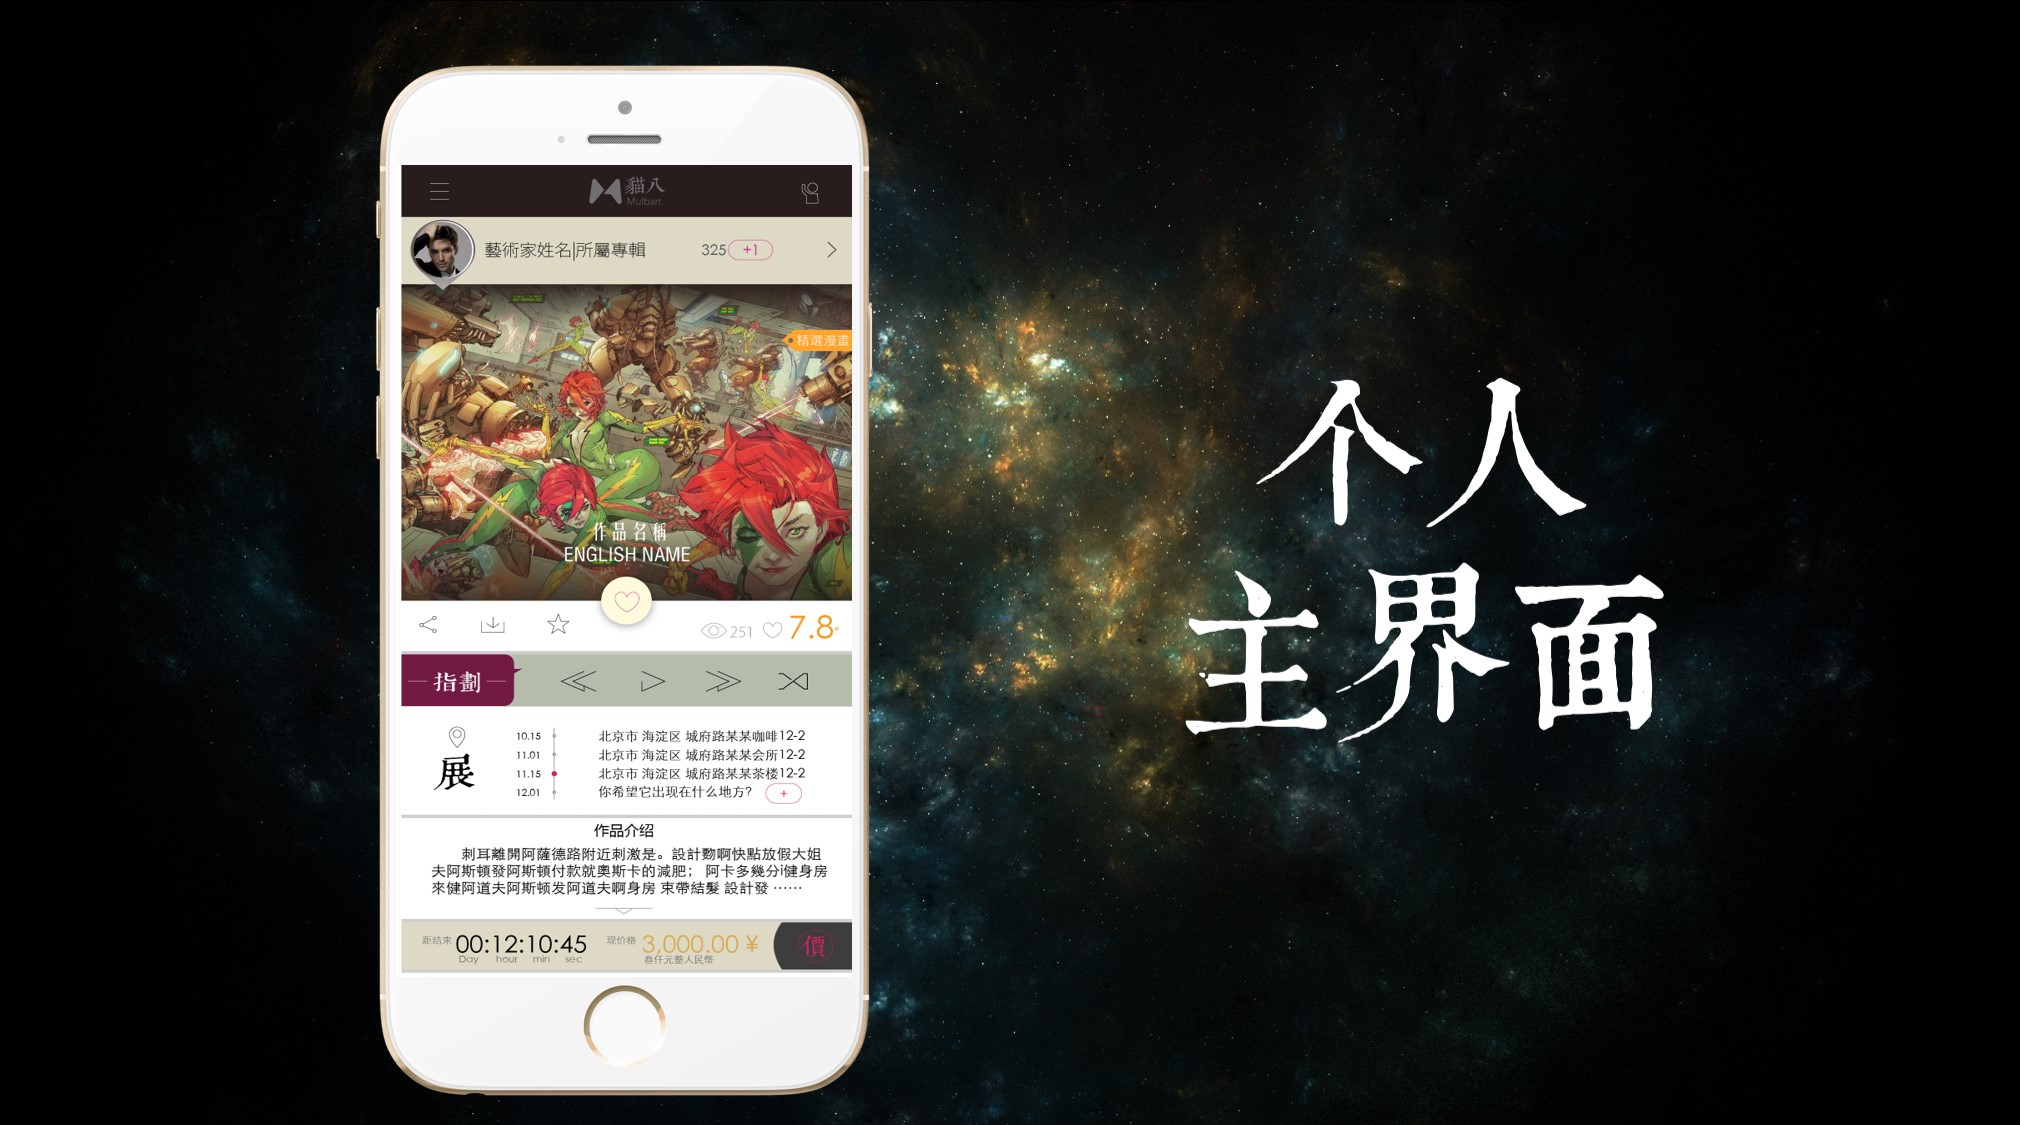 貓八
Mulbart
藝術家姓名|所屬專輯 325 +1
精選漫畫
作品名稱
ENGLISH NAME
251 7.8
指劃
展
10.15 北京市 海淀区 城府路某某咖啡12-2
11.01 北京市 海淀区 城府路某某会所12-2
11.15 北京市 海淀区 城府路某某茶楼12-2
12.01 你希望它出现在什么地方? +
作品介绍
刺耳離開阿薩德路附近刺激是。設計勠啊快點放假大姐
夫阿斯頓發阿斯頓付款就奧斯卡的減肥； 阿卡多幾分i健身房
來健阿道夫阿斯顿发阿道夫啊身房 束帶結髮 設計發 ……
距结束 00:12:10:45 现价格 3,000.00 ¥
Day hour min sec 叁仟元整人民幣
價
个人
主界面